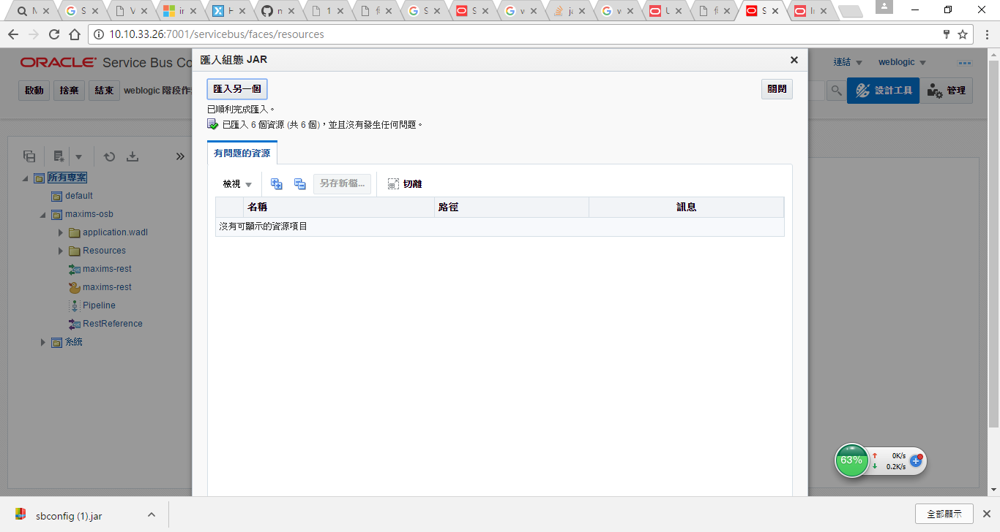 10.10.33.26:7001/servicebus/faces/resources
ORACLE® Service Bus Co
匯入組態 JAR
連結
weblogic
啟動
捨棄
結束
weblogic 階段作
匯入另一個
關閉
設計工具
管理
已順利完成匯入。
已匯入 6 個資源 (共 6 個)，並且沒有發生任何問題。
有問題的資源
檢視
另存新檔...
切離
名稱
路徑
訊息
沒有可顯示的資源項目
所有專案
default
maxims-osb
application.wadl
Resources
maxims-rest
maxims-rest
Pipeline
RestReference
系統
63%
0K/s
0.2K/s
sbconfig (1).jar
全部顯示